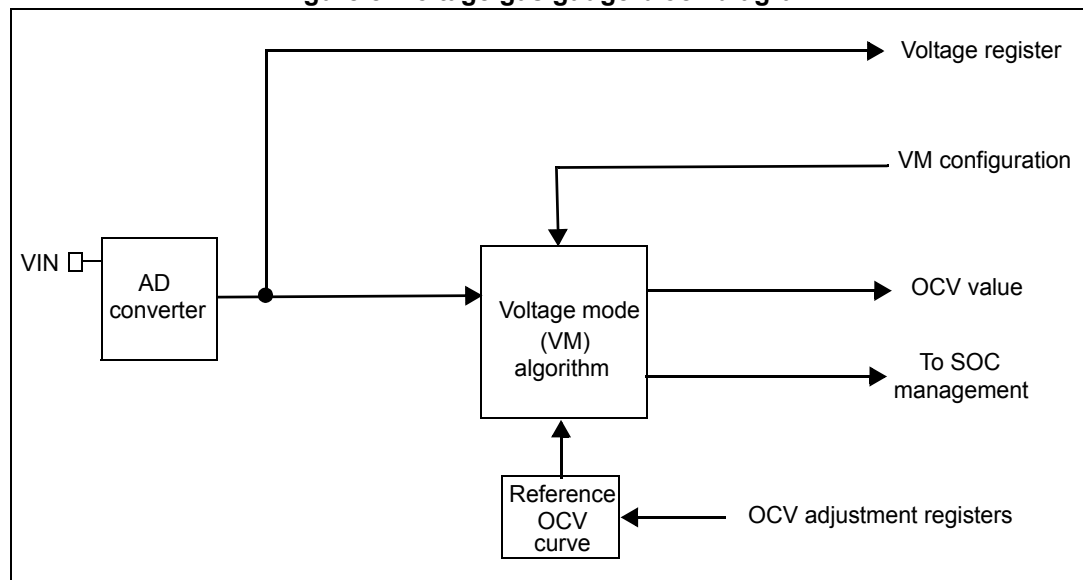 Voltage register
VM configuration
VIN
AD
converter
Voltage mode
(VM)
algorithm
OCV value
To SOC
management
Reference
OCV
curve
OCV adjustment registers